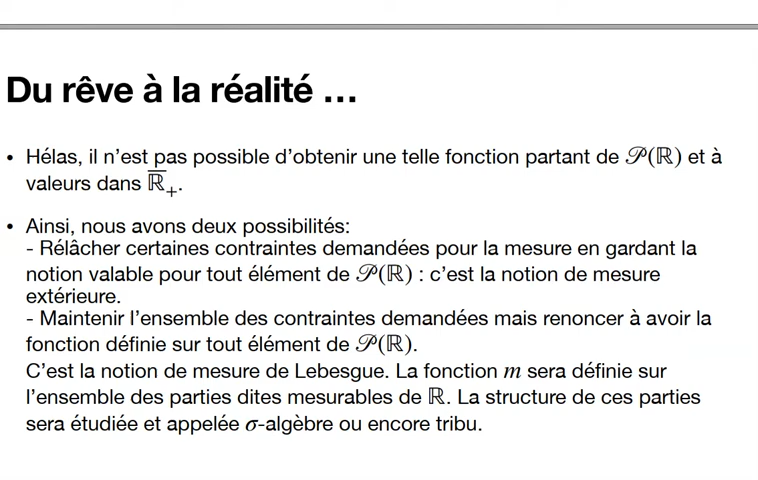 Du rêve à la réalité ...
• Hélas, il n'est pas possible d'obtenir une telle fonction partant de 𝒫(ℝ) et à
valeurs dans ℝ̅₊.
• Ainsi, nous avons deux possibilités:
- Rélâcher certaines contraintes demandées pour la mesure en gardant la
notion valable pour tout élément de 𝒫(ℝ) : c'est la notion de mesure
extérieure.
- Maintenir l'ensemble des contraintes demandées mais renoncer à avoir la
fonction définie sur tout élément de 𝒫(ℝ).
C'est la notion de mesure de Lebesgue. La fonction m sera définie sur
l'ensemble des parties dites mesurables de ℝ. La structure de ces parties
sera étudiée et appelée σ-algèbre ou encore tribu.